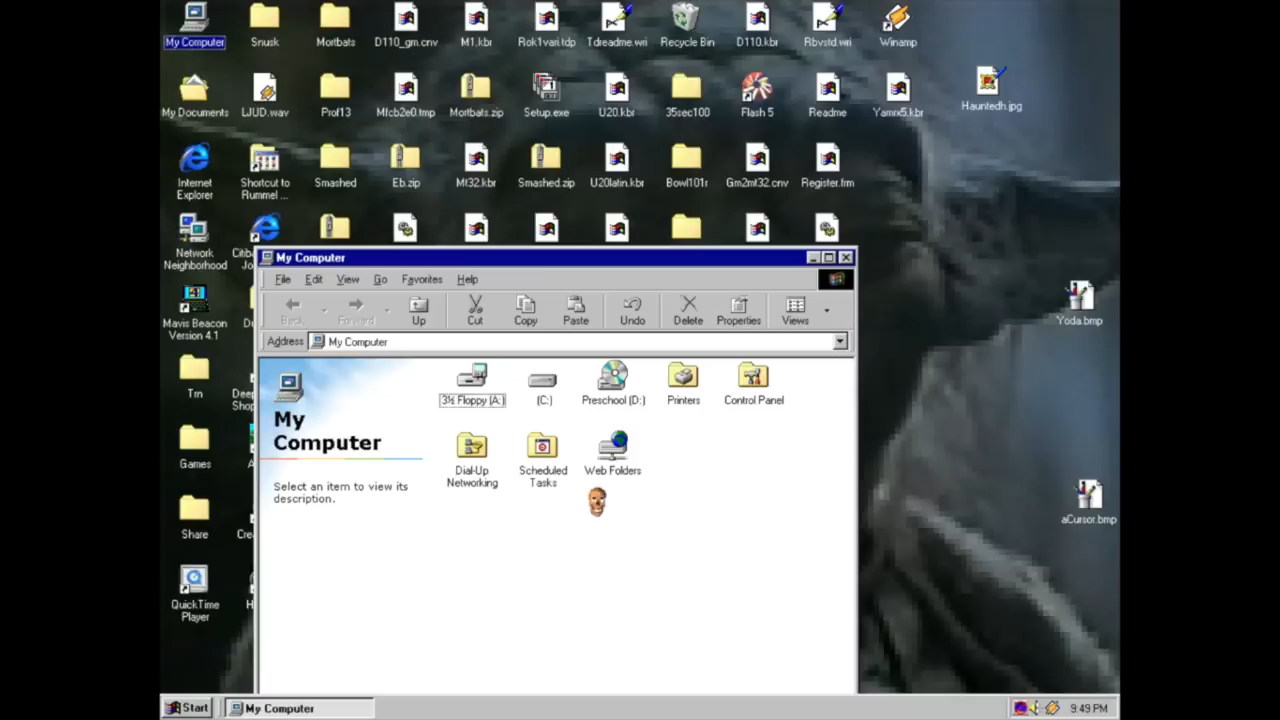 My Computer
Snusk
Mortbats
D110_gm.cnv
M1.kbr
Rok1vari.tdp
Tdreadme.wri
Recycle Bin
D110.kbr
Rbvstd.wri
Winamp
My Documents
LJUD.wav
Prof13
Mfcb2e0.tmp
Mortbats.zip
Setup.exe
U20.kbr
35sec100
Flash 5
Readme
Yamrx5.kbr
Hauntedh.jpg
Internet
Explorer
Shortcut to
Rummel ...
Smashed
Eb.zip
Mt32.kbr
Smashed.zip
U20latin.kbr
Bowl101r
Gm2mt32.cnv
Register.frm
Network
Neighborhood
Mavis Beacon
Version 4.1
Trn
Games
Share
QuickTime
Player
My Computer
File Edit View Go Favorites Help
Back Forward Up Cut Copy Paste Undo Delete Properties Views
Address My Computer
My
Computer
Select an item to view its
description.
3½ Floppy (A:)
(C:)
Preschool (D:)
Printers
Control Panel
Dial-Up
Networking
Scheduled
Tasks
Web Folders
Yoda.bmp
aCursor.bmp
Start
My Computer
9:49 PM